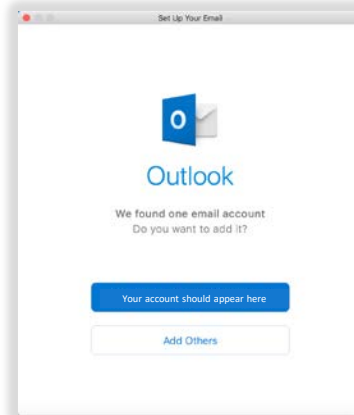 Set Up Your Email
O
Outlook
We found one email account
Do you want to add it?
Your account should appear here
Add Others